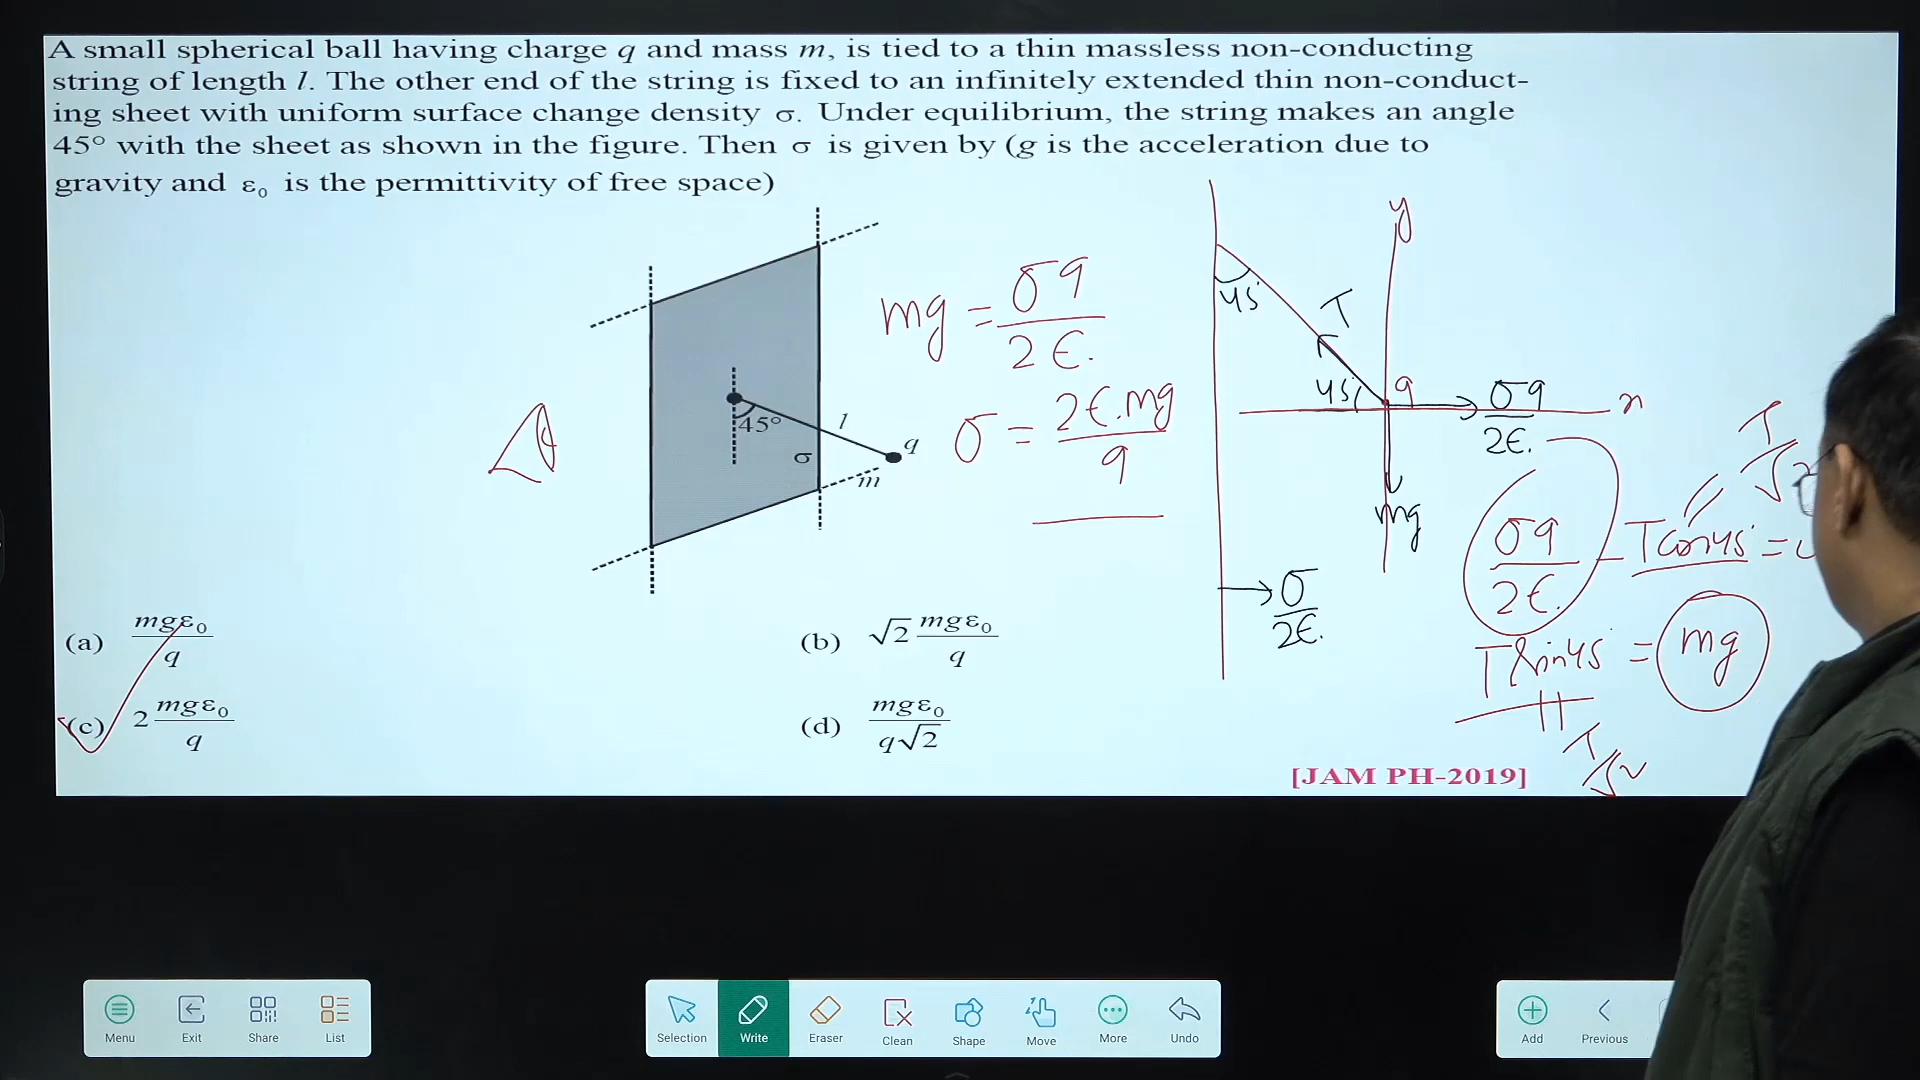 A small spherical ball having charge q and mass m, is tied to a thin massless non-conducting
string of length l. The other end of the string is fixed to an infinitely extended thin non-conduct-
ing sheet with uniform surface change density σ. Under equilibrium, the string makes an angle
45° with the sheet as shown in the figure. Then σ is given by (g is the acceleration due to
gravity and ε₀ is the permittivity of free space)
45°
l
q
σ
m
mg = σq / 2ε.
σ = 2ε.mg / q
y
45
T
45
q
σq / 2ε.
x
mg
σ / 2ε.
T / √2
σq / 2ε. - T cos45 =
T sin45 = mg
T / √2
(a) mgε₀ / q
(b) √2 mgε₀ / q
(c) 2 mgε₀ / q
(d) mgε₀ / q√2
[JAM PH-2019]
Menu
Exit
Share
List
Selection
Write
Eraser
Clean
Shape
Move
More
Undo
Add
Previous